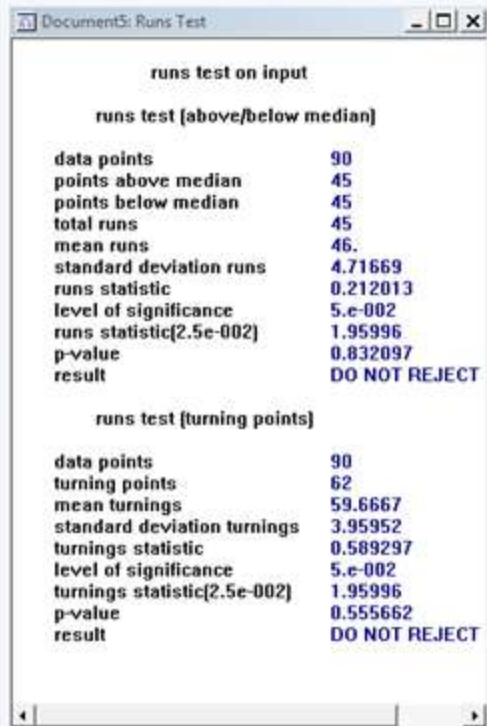 Document5: Runs Test
runs test on input
runs test (above/below median)
data points 90
points above median 45
points below median 45
total runs 45
mean runs 46.
standard deviation runs 4.71669
runs statistic 0.212013
level of significance 5.e-002
runs statistic(2.5e-002) 1.95996
p-value 0.832097
result DO NOT REJECT
runs test (turning points)
data points 90
turning points 62
mean turnings 59.6667
standard deviation turnings 3.95952
turnings statistic 0.589297
level of significance 5.e-002
turnings statistic(2.5e-002) 1.95996
p-value 0.555662
result DO NOT REJECT